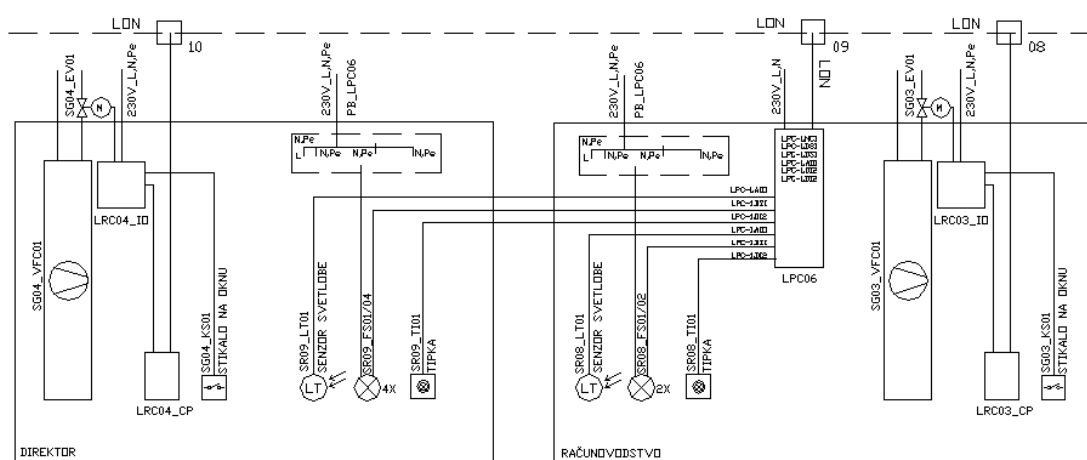 LON
LON
LON
10
09
08
SG04_EV01
M
230V_L,N,Pe
230V_L,N,Pe
PB_LPC06
230V_L,N,Pe
PB_LPC06
230V_L,N
LON
SG03_EV01
M
230V_L,N,Pe
N,Pe
L
N,Pe
N,Pe
N,Pe
N,Pe
L
N,Pe
N,Pe
N,Pe
LPC06
LRC04_IO
LRC03_IO
SG04_VFC01
SG04_KS01
STIKALO NA OKNU
SR09_LT01
SENZOR SVETLOBE
SR09_FS01/04
SR09_TI01
TIPKA
SR08_LT01
SENZOR SVETLOBE
SR08_FS01/02
SR08_TI01
TIPKA
SG03_VFC01
SG03_KS01
STIKALO NA OKNU
LT
4X
LT
2X
LRC04_CP
LRC03_CP
DIREKTOR
RAČUNOVODSTVO